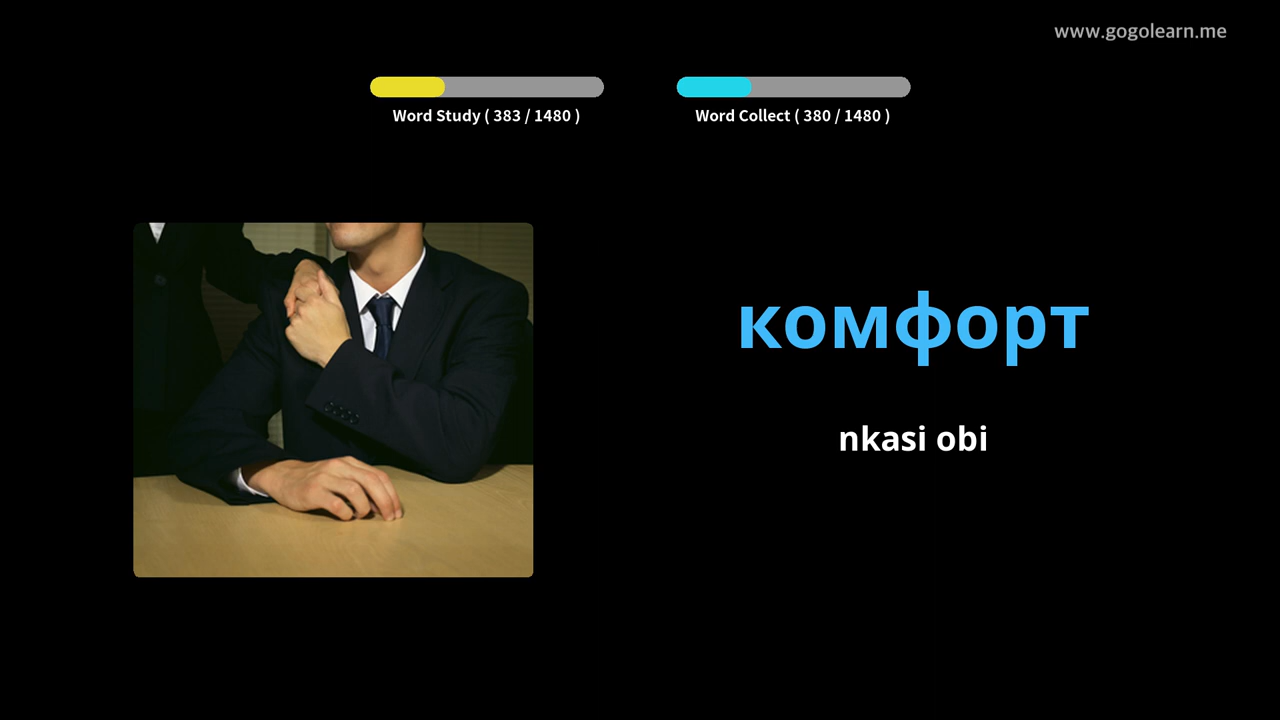 www.gogolearn.me
Word Study ( 383 / 1480 )
Word Collect ( 380 / 1480 )
комфорт
nkasi obi